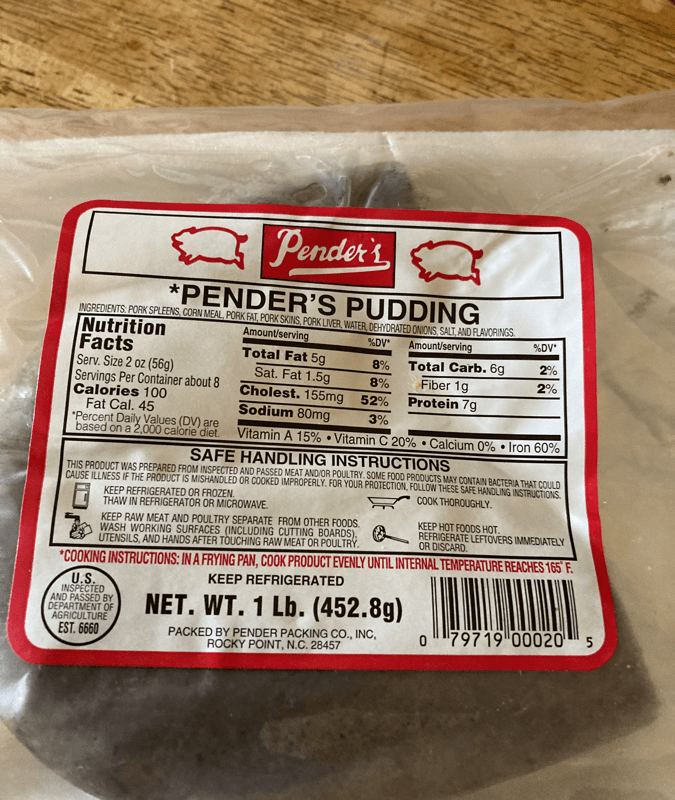 Pender's
*PENDER'S PUDDING
INGREDIENTS: PORK SPLEENS, CORN MEAL, PORK FAT, PORK SKINS, PORK LIVER, WATER, DEHYDRATED ONIONS, SALT, AND FLAVORINGS.
Nutrition
Facts
Serv. Size 2 oz (56g)
Servings Per Container about 8
Calories 100
Fat Cal. 45
*Percent Daily Values (DV) are
based on a 2,000 calorie diet.
Amount/serving %DV*
Total Fat 5g 8%
Sat. Fat 1.5g 8%
Cholest. 155mg 52%
Sodium 80mg 3%
Amount/serving %DV*
Total Carb. 6g 2%
Fiber 1g 2%
Protein 7g
Vitamin A 15% • Vitamin C 20% • Calcium 0% • Iron 60%
SAFE HANDLING INSTRUCTIONS
THIS PRODUCT WAS PREPARED FROM INSPECTED AND PASSED MEAT AND/OR POULTRY. SOME FOOD PRODUCTS MAY CONTAIN BACTERIA THAT COULD
CAUSE ILLNESS IF THE PRODUCT IS MISHANDLED OR COOKED IMPROPERLY. FOR YOUR PROTECTION, FOLLOW THESE SAFE HANDLING INSTRUCTIONS.
KEEP REFRIGERATED OR FROZEN.
THAW IN REFRIGERATOR OR MICROWAVE.
KEEP RAW MEAT AND POULTRY SEPARATE FROM OTHER FOODS.
WASH WORKING SURFACES (INCLUDING CUTTING BOARDS),
UTENSILS, AND HANDS AFTER TOUCHING RAW MEAT OR POULTRY.
COOK THOROUGHLY.
KEEP HOT FOODS HOT.
REFRIGERATE LEFTOVERS IMMEDIATELY
OR DISCARD.
*COOKING INSTRUCTIONS: IN A FRYING PAN, COOK PRODUCT EVENLY UNTIL INTERNAL TEMPERATURE REACHES 165° F.
KEEP REFRIGERATED
U.S.
INSPECTED
AND PASSED BY
DEPARTMENT OF
AGRICULTURE
EST. 6660
NET. WT. 1 Lb. (452.8g)
PACKED BY PENDER PACKING CO., INC,
ROCKY POINT, N.C. 28457
0 79719 00020 5